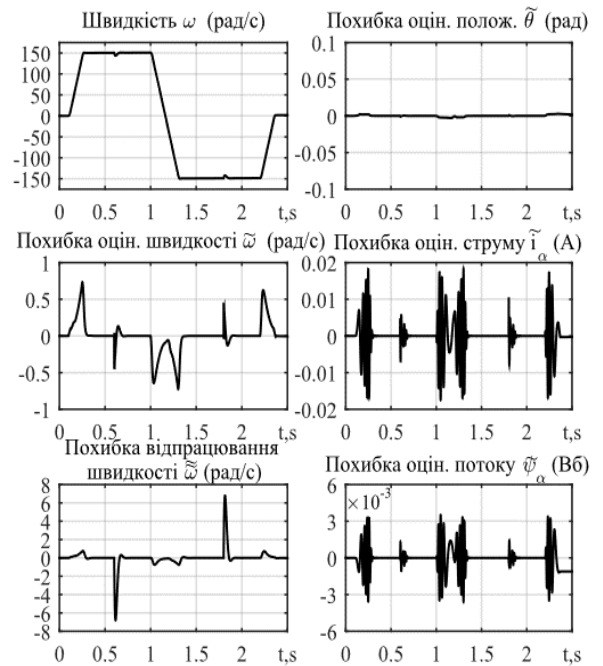 Швидкість ω (рад/с)
150
100
50
0
-50
-100
-150
0 0.5 1 1.5 2 t,s
Похибка оцін. полож. θ̃ (рад)
0.1
0.05
0
-0.05
-0.1
0 0.5 1 1.5 2 t,s
Похибка оцін. швидкості ω̃ (рад/с)
1
0.5
0
-0.5
-1
0 0.5 1 1.5 2 t,s
Похибка оцін. струму ĩ_α (А)
0.02
0.01
0
-0.01
-0.02
0 0.5 1 1.5 2 t,s
Похибка відпрацювання
швидкості ω̃̃ (рад/с)
8
6
4
2
0
-2
-4
-6
-8
0 0.5 1 1.5 2 t,s
Похибка оцін. потоку ψ̃_α (Вб)
×10⁻³
6
3
0
-3
-6
0 0.5 1 1.5 2 t,s